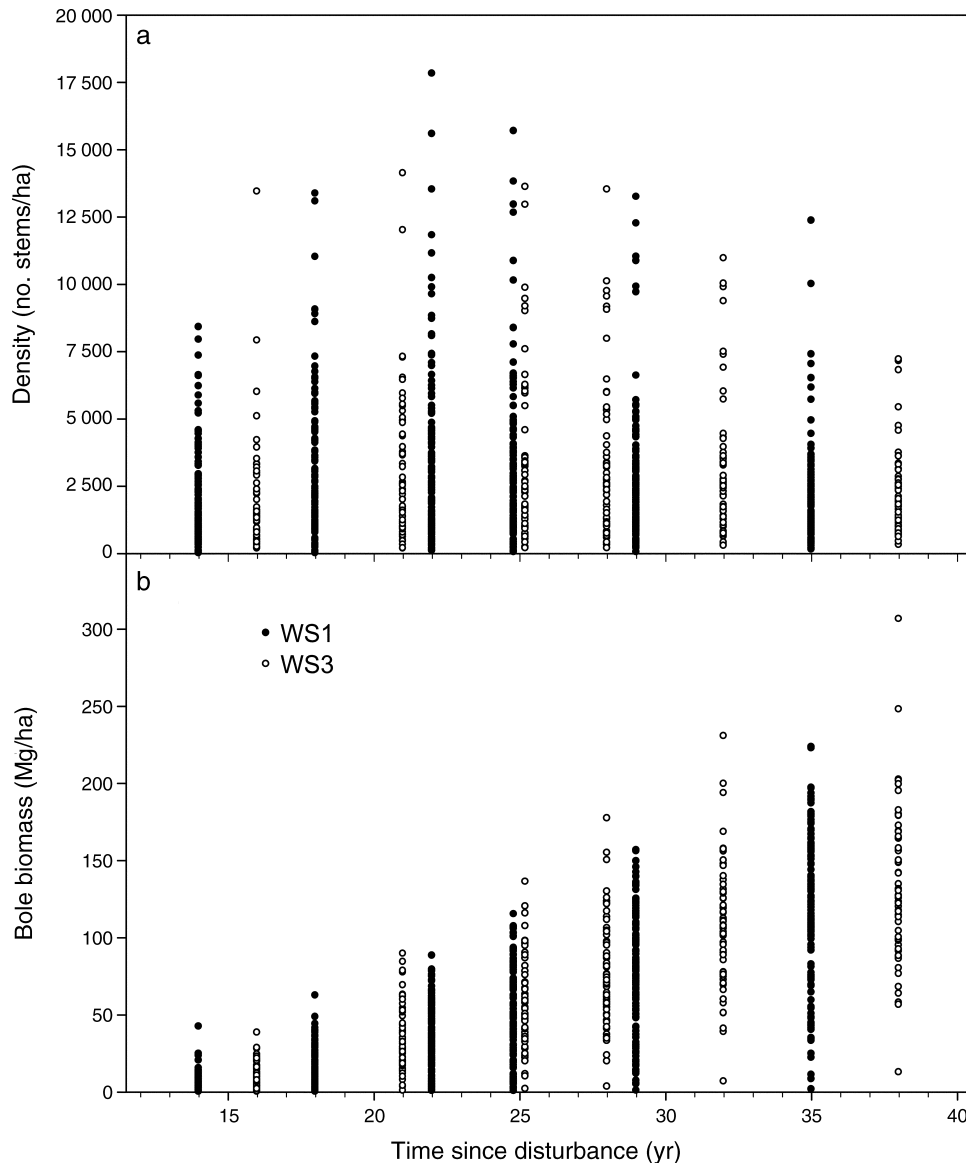 a
20 000
17 500
15 000
12 500
10 000
7 500
5 000
2 500
0
Density (no. stems/ha)
b
WS1
WS3
300
250
200
150
100
50
0
Bole biomass (Mg/ha)
15 20 25 30 35 40
Time since disturbance (yr)